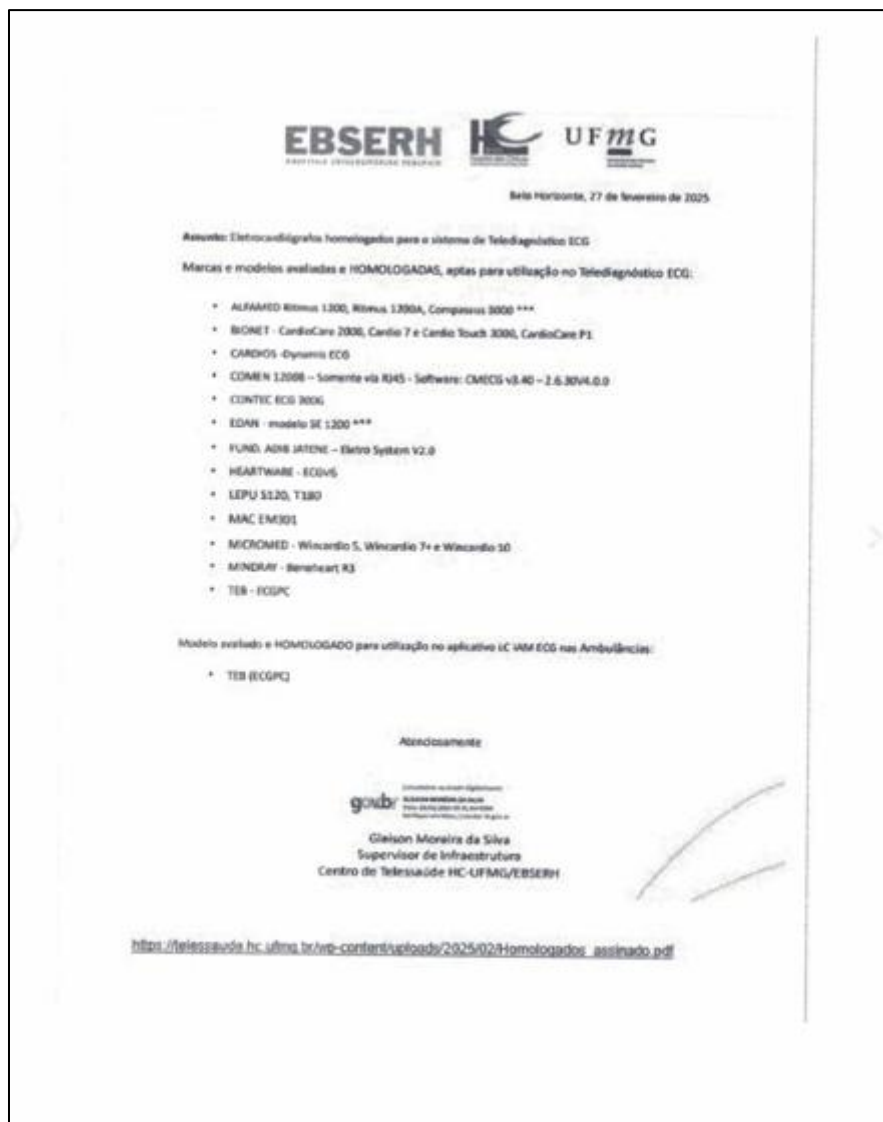 EBSERH
HOSPITAIS UNIVERSITÁRIOS FEDERAIS
HC
UFmG
Belo Horizonte, 27 de fevereiro de 2025
Assunto: Eletrocardiógrafos homologados para o sistema de Telediagnóstico ECG
Marcas e modelos avaliadas e HOMOLOGADAS, aptas para utilização no Telediagnóstico ECG:
• ALFAMED Ritmus 1200, Ritmus 1200A, Compassus 3000 ***
• BIONET - CardioCare 2000, Cardio 7 e Cardio Touch 3000, CardioCare P1
• CARDIOS -Dynamis ECG
• COMEN 1200B – Somente via RJ45 - Software: CMECG v3.40 – 2.6.30V4.0.0
• CONTEC ECG 300G
• EDAN - modelo SE 1200 ***
• FUND. ADIB JATENE – Eletro System V2.0
• HEARTWARE - ECGV6
• LEPU S120, T180
• MAC EM301
• MICROMED - Wincardio 5, Wincardio 7+ e Wincardio 10
• MINDRAY - Beneheart R3
• TEB - ECGPC
Modelo avaliado e HOMOLOGADO para utilização no aplicativo LC IAM ECG nas Ambulâncias:
• TEB (ECGPC)
Atenciosamente
gov.br
Gleison Moreira da Silva
Supervisor de Infraestrutura
Centro de Telessaúde HC-UFMG/EBSERH
https://telessaude.hc.ufmg.br/wp-content/uploads/2025/02/Homologados_assinado.pdf